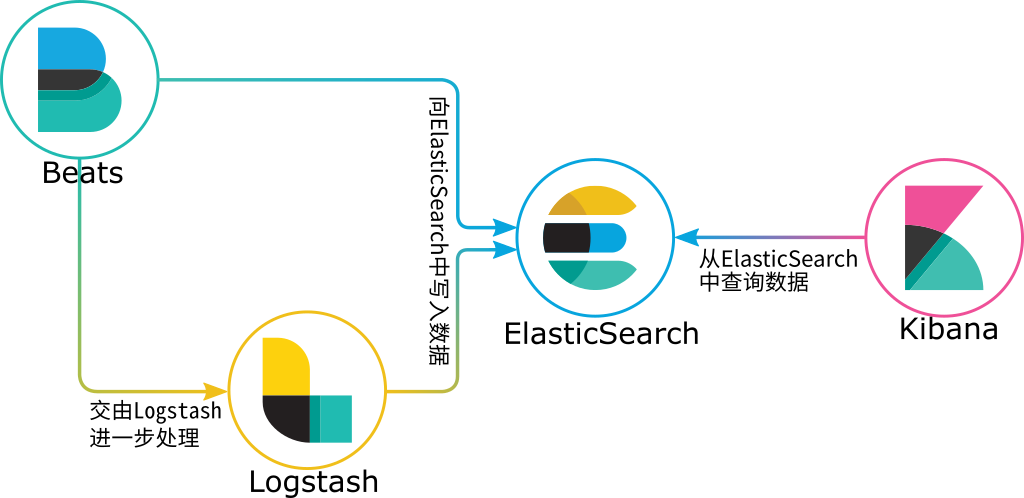 Beats
向ElasticSearch中写入数据
从ElasticSearch
中查询数据
ElasticSearch
Kibana
交由Logstash
进一步处理
Logstash